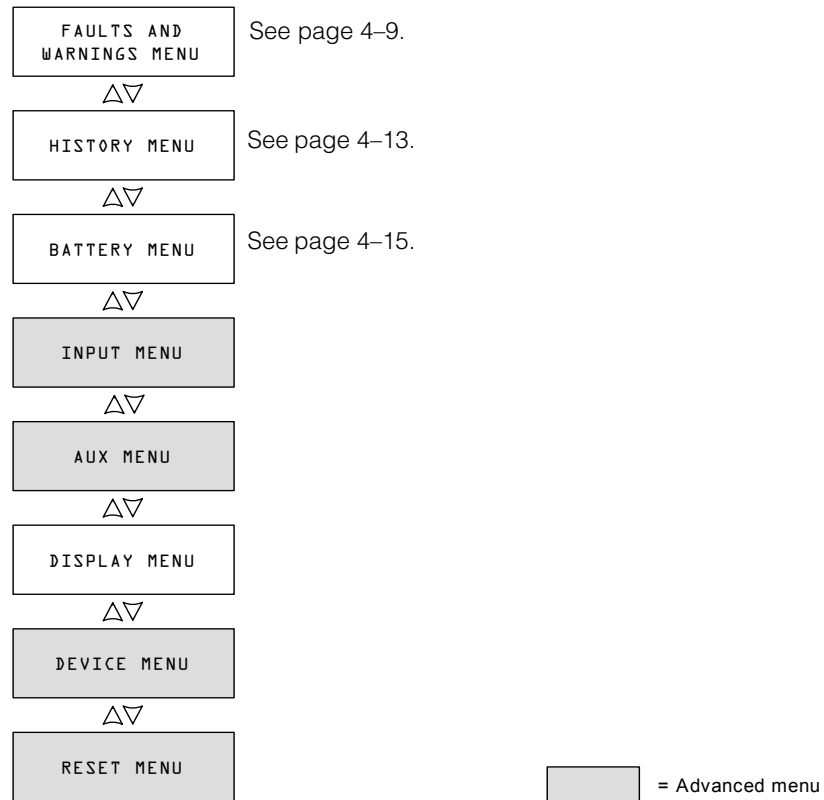 FAULTS AND
WARNINGS MENU
See page 4–9.
HISTORY MENU
See page 4–13.
BATTERY MENU
See page 4–15.
INPUT MENU
AUX MENU
DISPLAY MENU
DEVICE MENU
RESET MENU
= Advanced menu